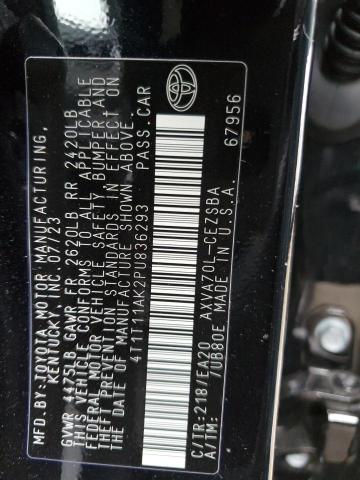 MFD.BY:TOYOTA MOTOR MANUFACTURING,
KENTUCKY, INC. 07/23
GVWR 4475LB GAWR FR 2620LB RR 2420LB
THIS VEHICLE CONFORMS TO ALL APPLICABLE
FEDERAL MOTOR VEHICLE SAFETY, BUMPER AND
THEFT PREVENTION STANDARDS IN EFFECT ON
THE DATE OF MANUFACTURE SHOWN ABOVE.
4T1T11AK2PU836293 PASS. CAR
C/TR:218/EA20 AXVA70L-CEZSBA
A/TM: /UB80E MADE IN U.S.A.
67956
TOYOTA